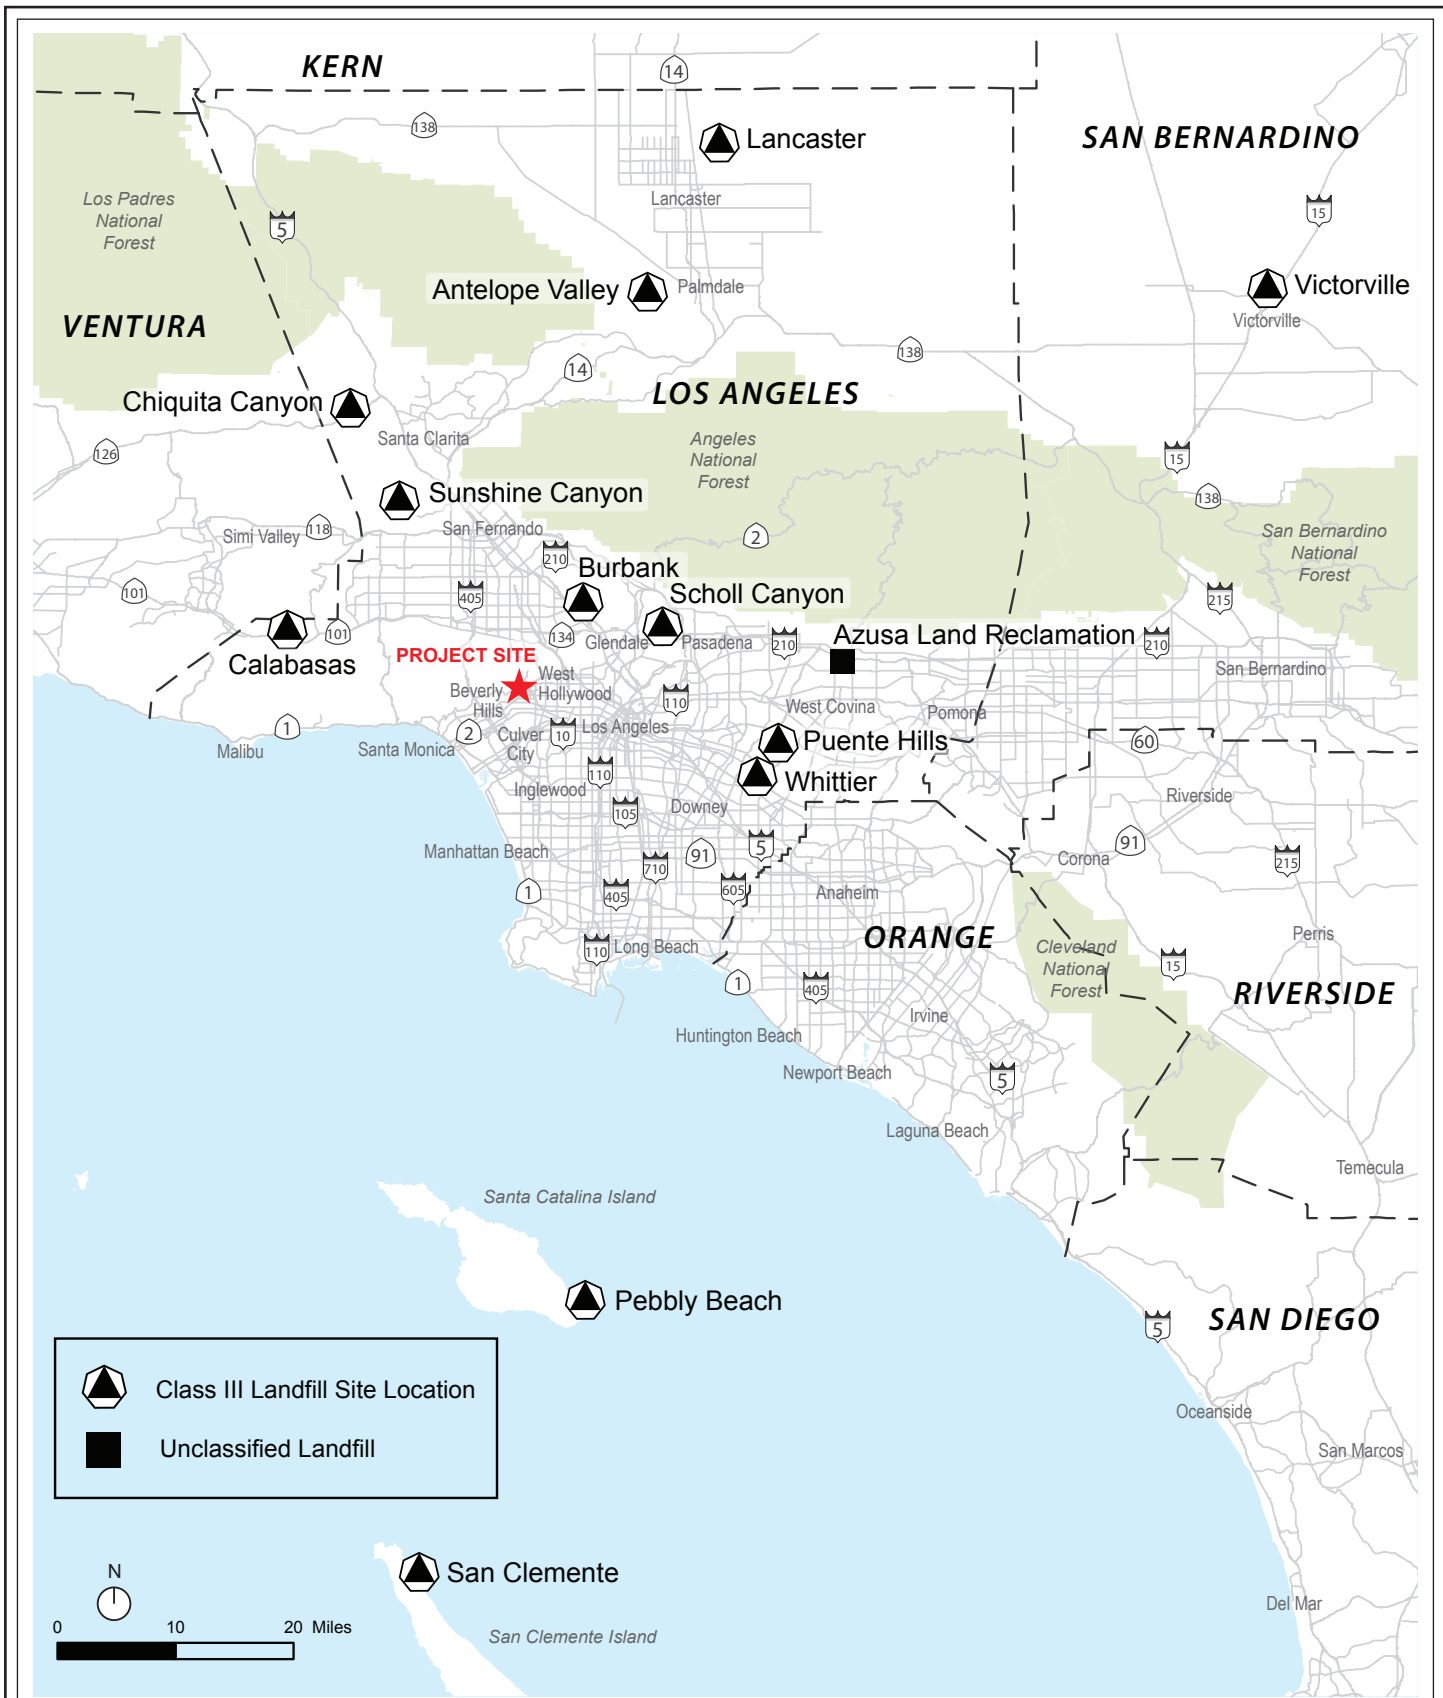 KERN
14
138
Lancaster
SAN BERNARDINO
Los Padres
National
Forest
5
Lancaster
15
Antelope Valley
Palmdale
Victorville
Victorville
VENTURA
138
14
LOS ANGELES
Chiquita Canyon
Santa Clarita
Angeles
National
Forest
126
15
138
Sunshine Canyon
San Fernando
118
Simi Valley
2
San Bernardino
National
Forest
210
Burbank
Scholl Canyon
101
405
215
101
134
Glendale
Pasadena
210
Azusa Land Reclamation
210
Calabasas
PROJECT SITE
San Bernardino
West
Hollywood
Beverly
Hills
110
West Covina
Pomona
1
Malibu
Santa Monica
2
Culver
City
10
Los Angeles
Puente Hills
60
110
Whittier
Inglewood
105
Downey
Riverside
Manhattan Beach
91
5
91
Corona
215
710
1
405
605
Anaheim
110
Long Beach
ORANGE
Cleveland
National
Forest
Perris
15
1
405
RIVERSIDE
Irvine
Huntington Beach
Newport Beach
5
Laguna Beach
Temecula
Santa Catalina Island
Pebbly Beach
5
SAN DIEGO
Class III Landfill Site Location
Oceanside
Unclassified Landfill
San Marcos
San Clemente
N
Del Mar
0 10 20 Miles
San Clemente Island